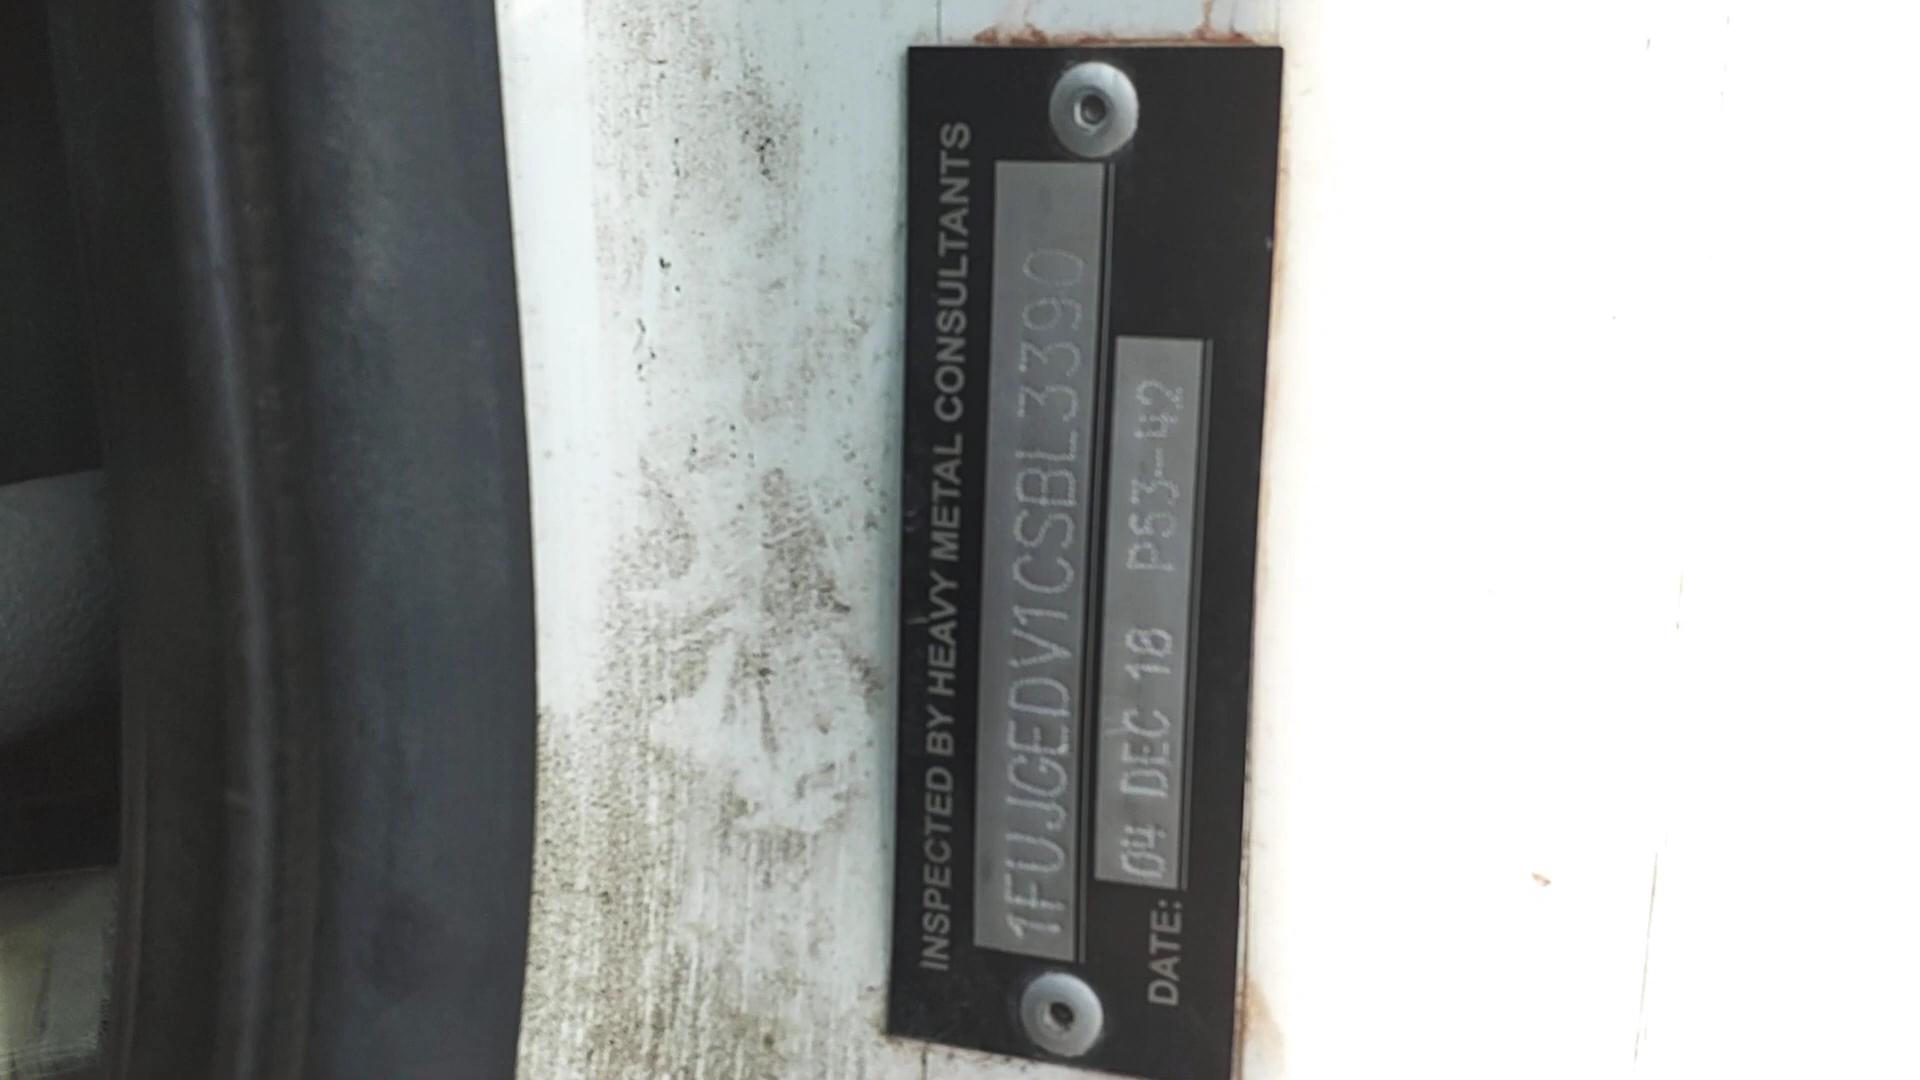 INSPECTED BY HEAVY METAL CONSULTANTS
1FUJGEDV1CSBL3390
DATE: 04 DEC 18 P53-42